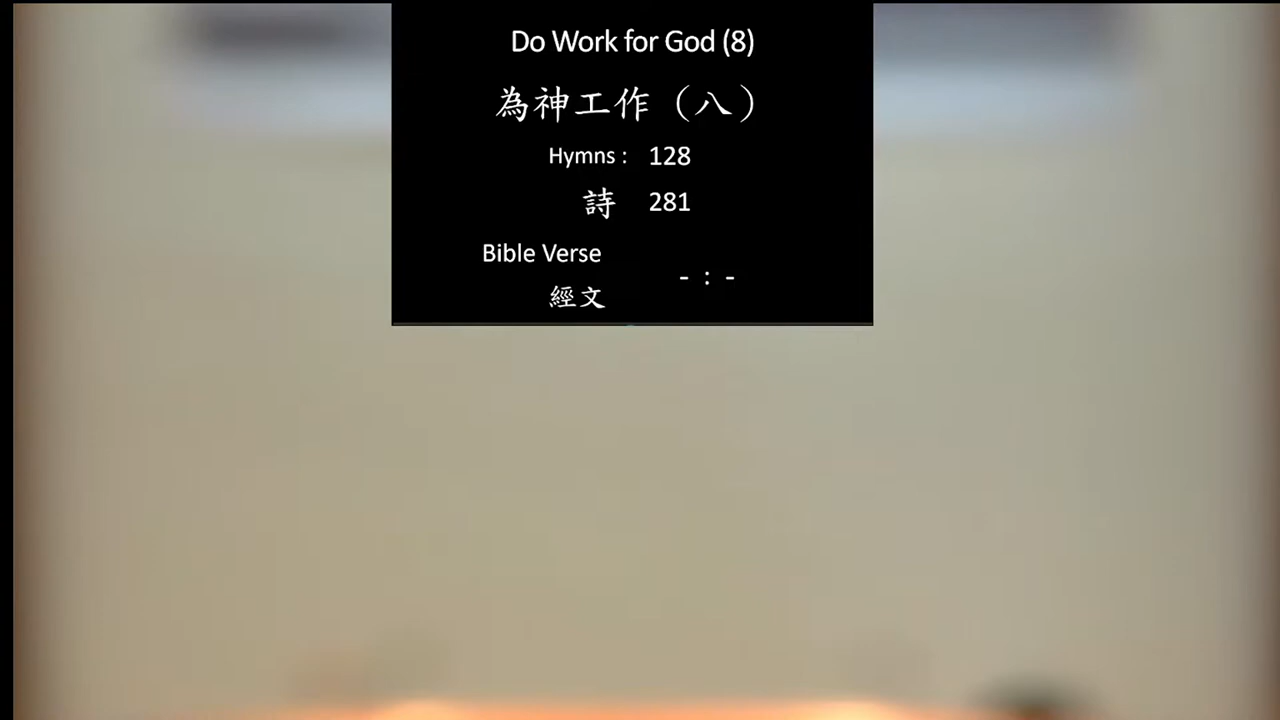 Do Work for God (8)
為神工作（八）
Hymns : 128
詩 281
Bible Verse
- : -
經文